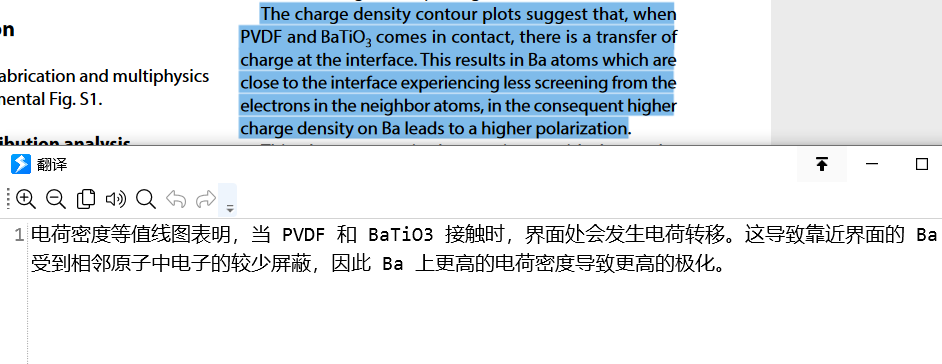 on
abrication and multiphysics
nental Fig. S1.
ibution analysis
The charge density contour plots suggest that, when
PVDF and BaTiO₃ comes in contact, there is a transfer of
charge at the interface. This results in Ba atoms which are
close to the interface experiencing less screening from the
electrons in the neighbor atoms, in the consequent higher
charge density on Ba leads to a higher polarization.
翻译
1 电荷密度等值线图表明，当 PVDF 和 BaTiO3 接触时，界面处会发生电荷转移。这导致靠近界面的 Ba
受到相邻原子中电子的较少屏蔽，因此 Ba 上更高的电荷密度导致更高的极化。